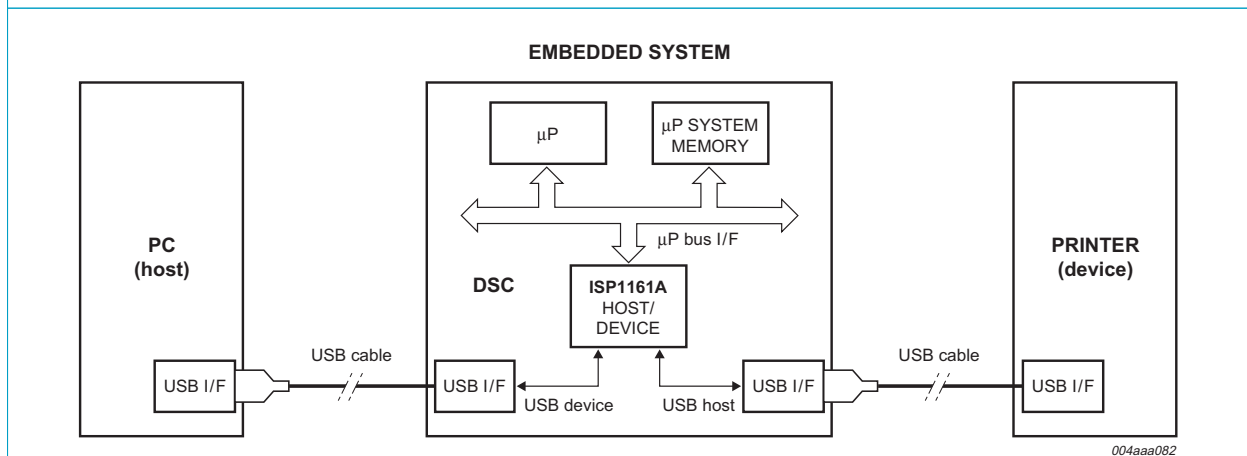 EMBEDDED SYSTEM
μP
μP SYSTEM
MEMORY
μP bus I/F
PC
(host)
DSC
ISP1161A
HOST/
DEVICE
PRINTER
(device)
USB cable
USB cable
USB I/F
USB I/F
USB device
USB host
USB I/F
USB I/F
004aaa082